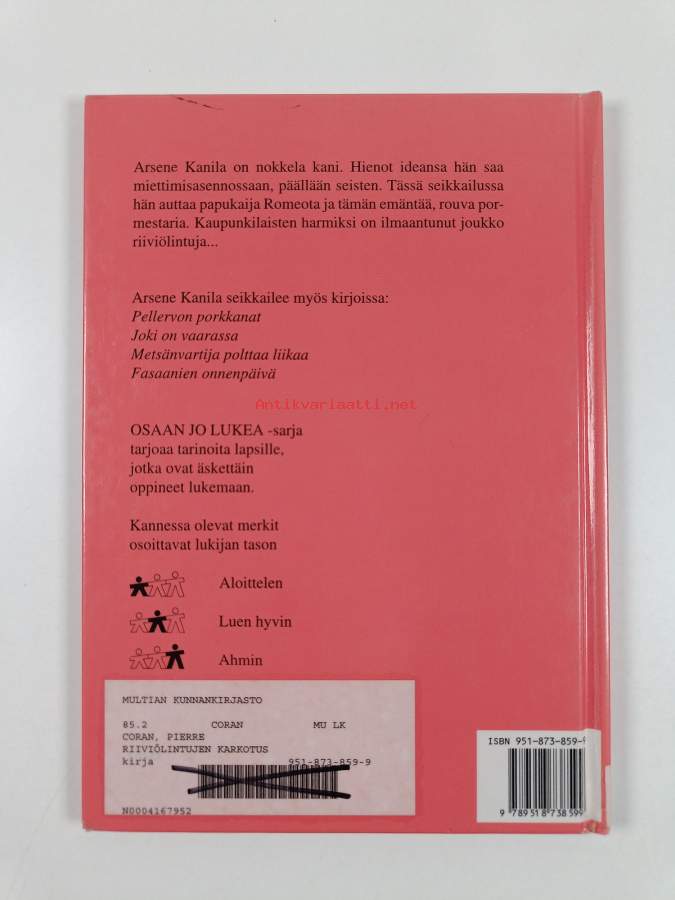 Arsene Kanila on nokkela kani. Hienot ideansa hän saa
miettimisasennossaan, päällään seisten. Tässä seikkailussa
hän auttaa papukaija Romeota ja tämän emäntää, rouva por-
mestaria. Kaupunkilaisten harmiksi on ilmaantunut joukko
riiviölintuja...
Arsene Kanila seikkailee myös kirjoissa:
Pellervon porkkanat
Joki on vaarassa
Metsänvartija polttaa liikaa
Fasaanien onnenpäivä
Antikvariaatti.net
OSAAN JO LUKEA -sarja
tarjoaa tarinoita lapsille,
jotka ovat äskettäin
oppineet lukemaan.
Kannessa olevat merkit
osoittavat lukijan tason
Aloittelen
Luen hyvin
Ahmin
MULTIAN KUNNANKIRJASTO
85.2 CORAN MU LK
CORAN, PIERRE
RIIVIÖLINTUJEN KARKOTUS
kirja 951-873-859-9
N0004167952
ISBN 951-873-859-9
9 789518 738599